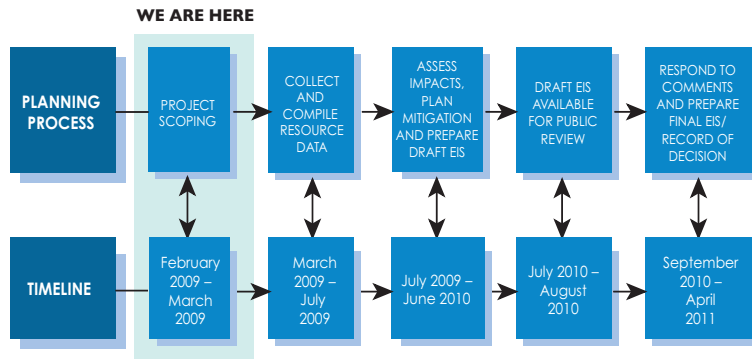 WE ARE HERE
PLANNING
PROCESS
PROJECT
SCOPING
COLLECT
AND
COMPILE
RESOURCE
DATA
ASSESS
IMPACTS,
PLAN
MITIGATION
AND PREPARE
DRAFT EIS
DRAFT EIS
AVAILABLE
FOR PUBLIC
REVIEW
RESPOND TO
COMMENTS
AND PREPARE
FINAL EIS/
RECORD OF
DECISION
TIMELINE
February
2009 –
March
2009
March
2009 –
July
2009
July 2009 –
June 2010
July 2010 –
August
2010
September
2010 –
April
2011